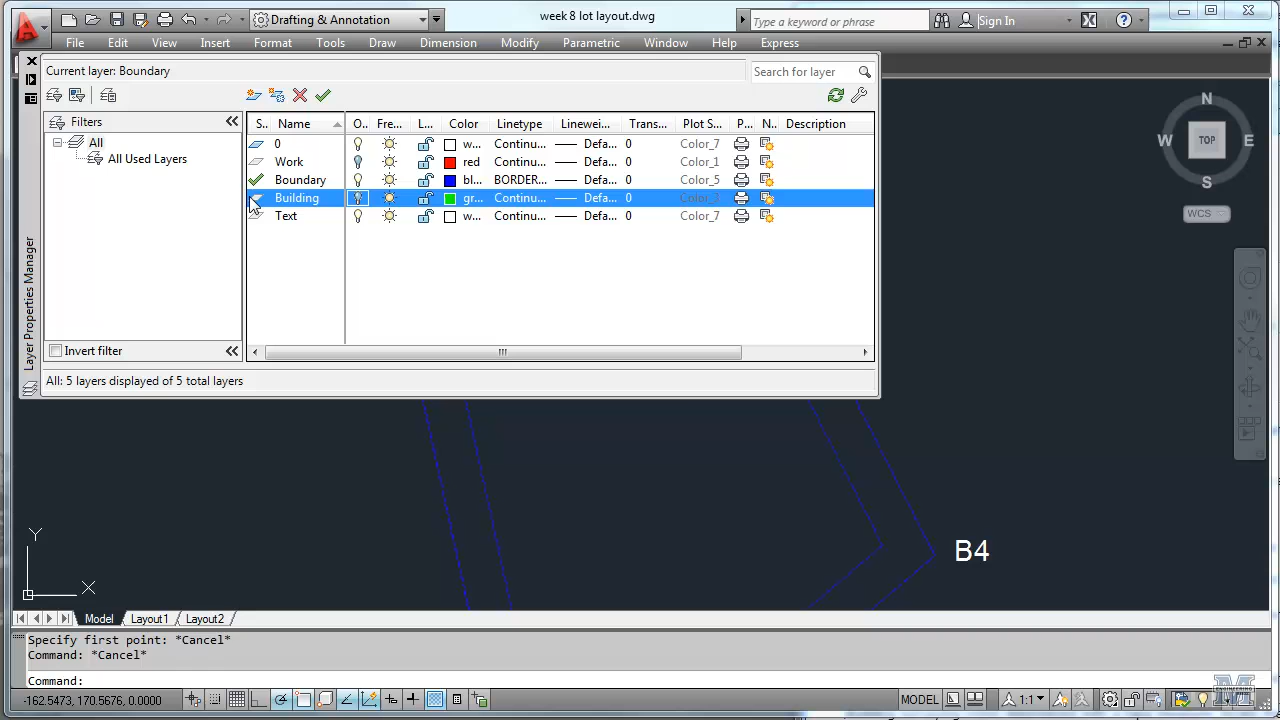 Drafting & Annotation
week 8 lot layout.dwg
Type a keyword or phrase
Sign In
File Edit View Insert Format Tools Draw Dimension Modify Parametric Window Help Express
Current layer: Boundary
Search for layer
Filters
All
All Used Layers
Invert filter
S.. Name O.. Fre... L... Color Linetype Linewei... Trans... Plot S... P... N.. Description
0 w... Continu... Defa... 0 Color_7
Work red Continu... Defa... 0 Color_1
Boundary bl... BORDER... Defa... 0 Color_5
Building gr... Continu... Defa... 0 Color_3
Text w... Continu... Defa... 0 Color_7
All: 5 layers displayed of 5 total layers
Layer Properties Manager
N
W TOP E
S
WCS
B4
Y
X
Model Layout1 Layout2
Specify first point: *Cancel*
Command: *Cancel*
Command:
-162.5473, 170.5676, 0.0000
MODEL
1:1